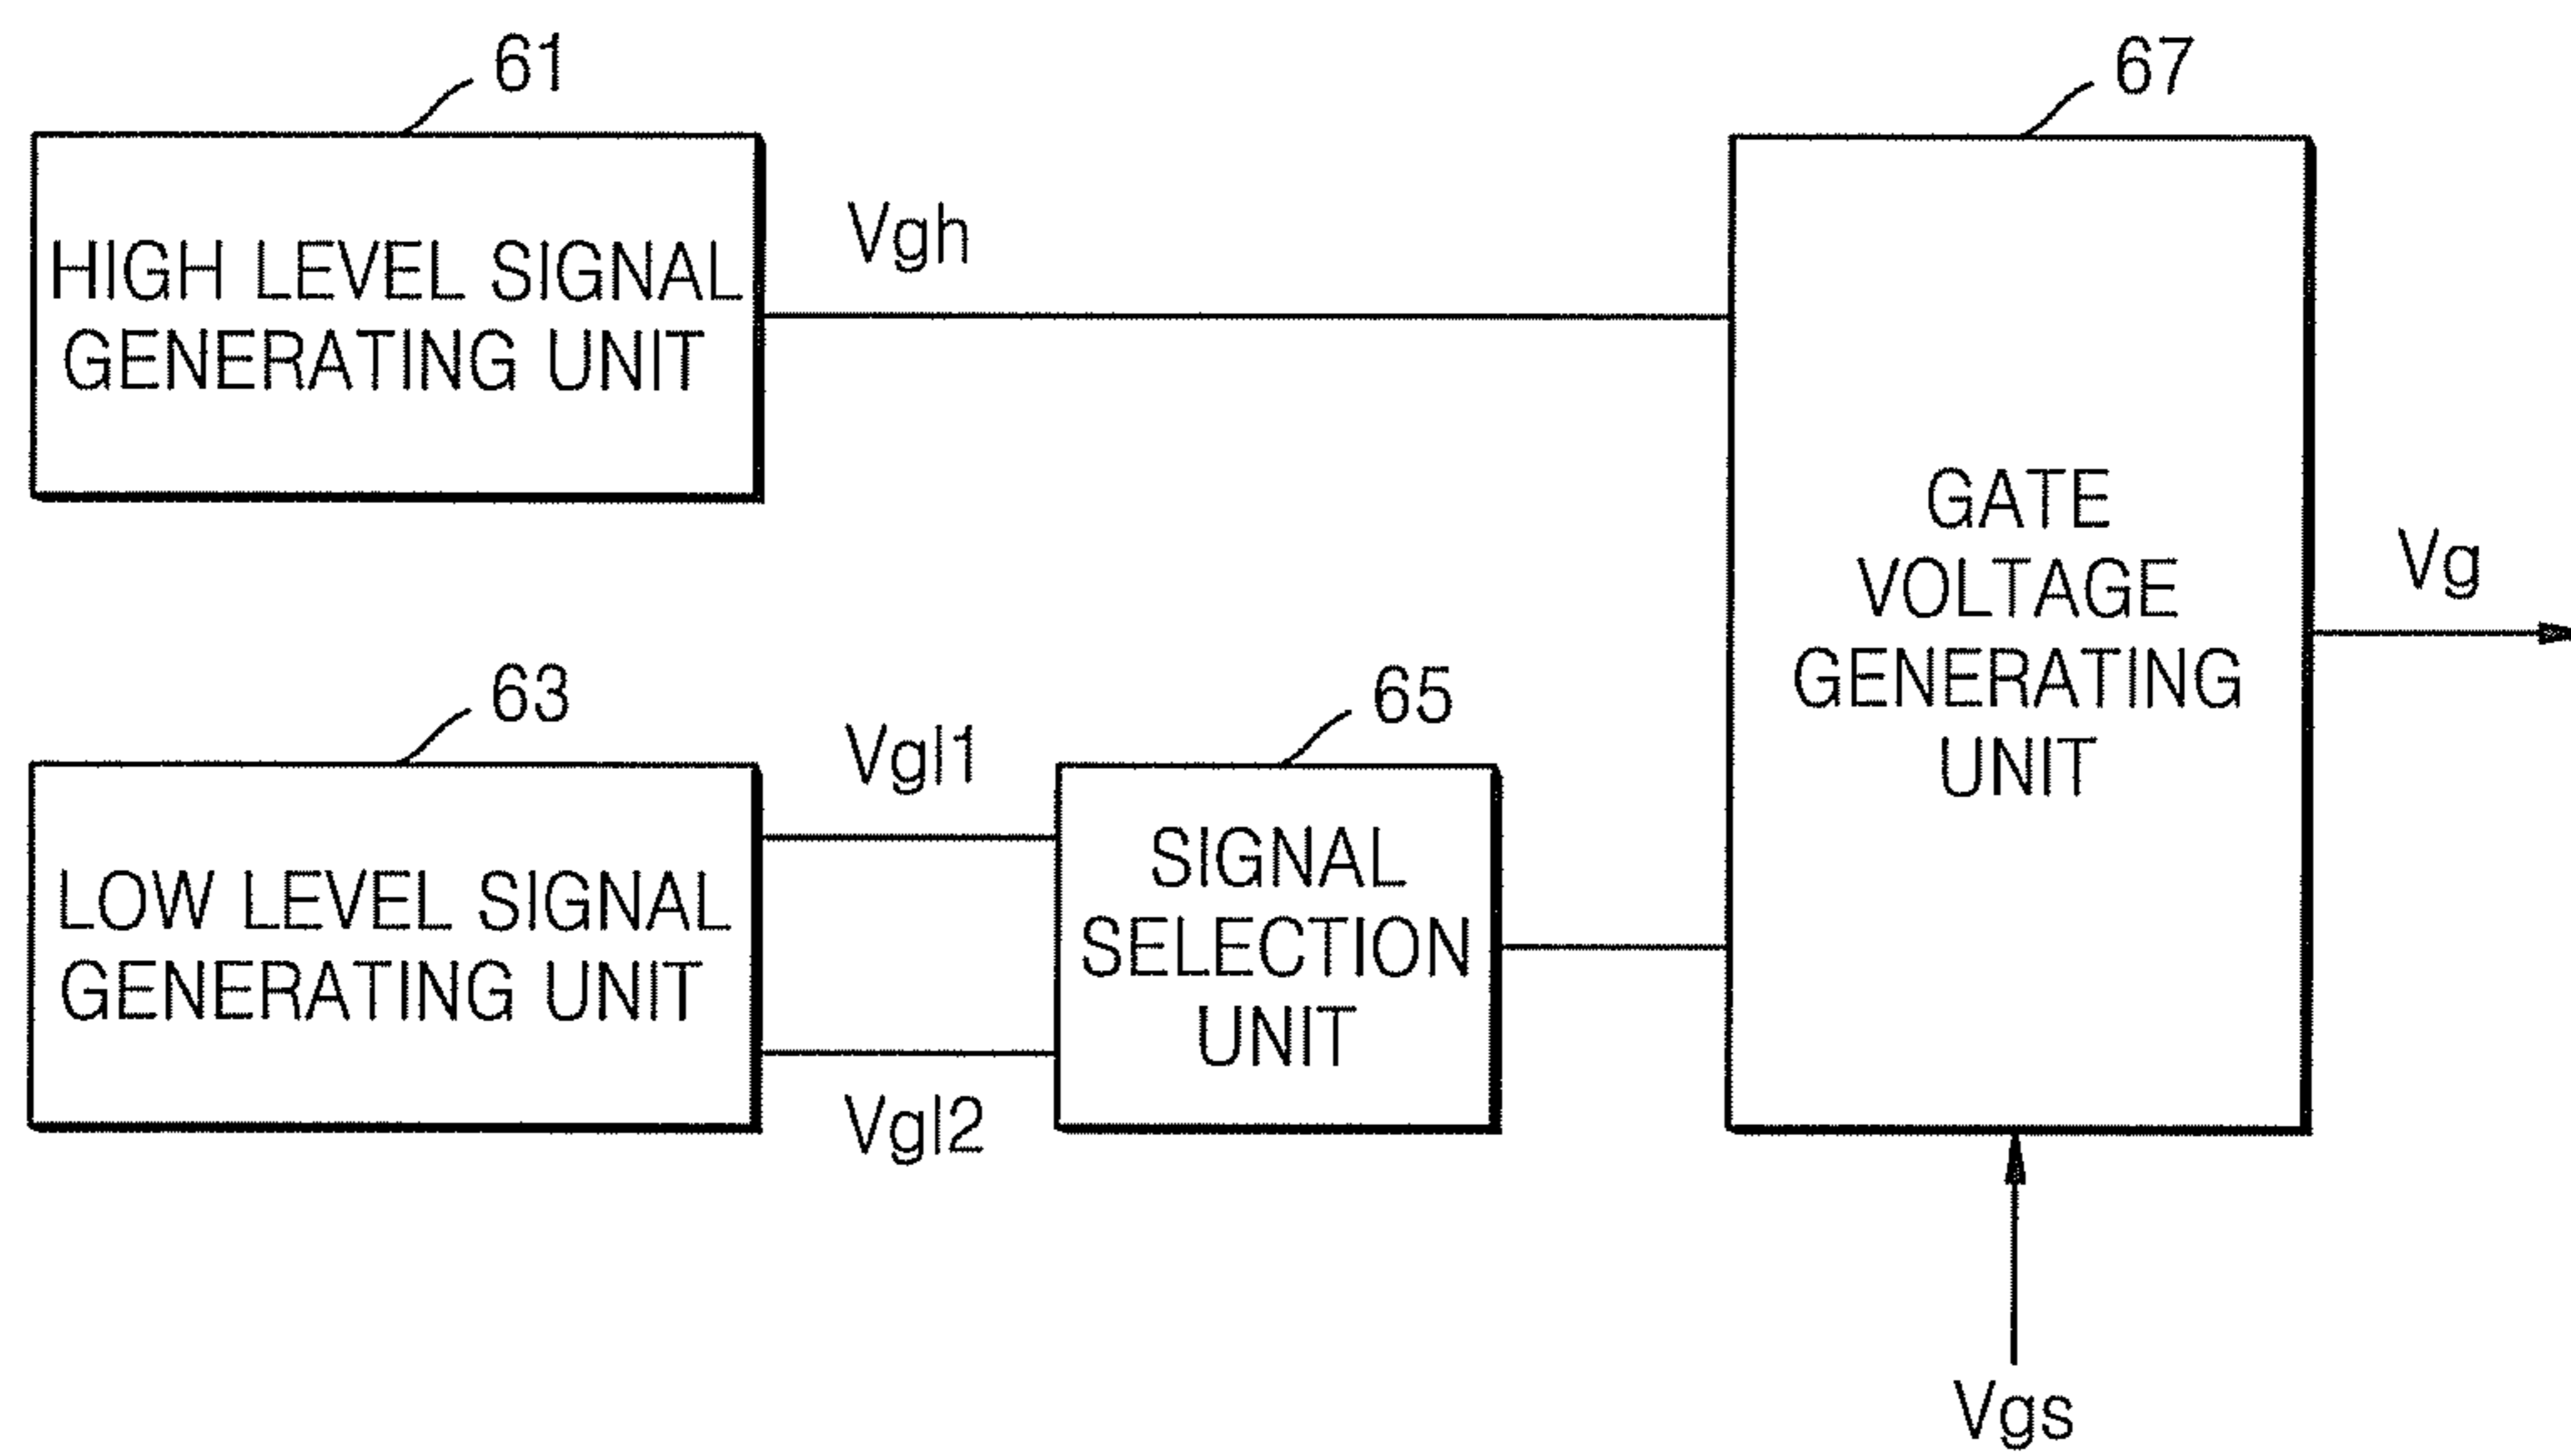 61
67
HIGH LEVEL SIGNAL
GENERATING UNIT
Vgh
GATE
VOLTAGE
GENERATING
UNIT
Vg
63
65
LOW LEVEL SIGNAL
GENERATING UNIT
Vgl1
Vgl2
SIGNAL
SELECTION
UNIT
Vgs